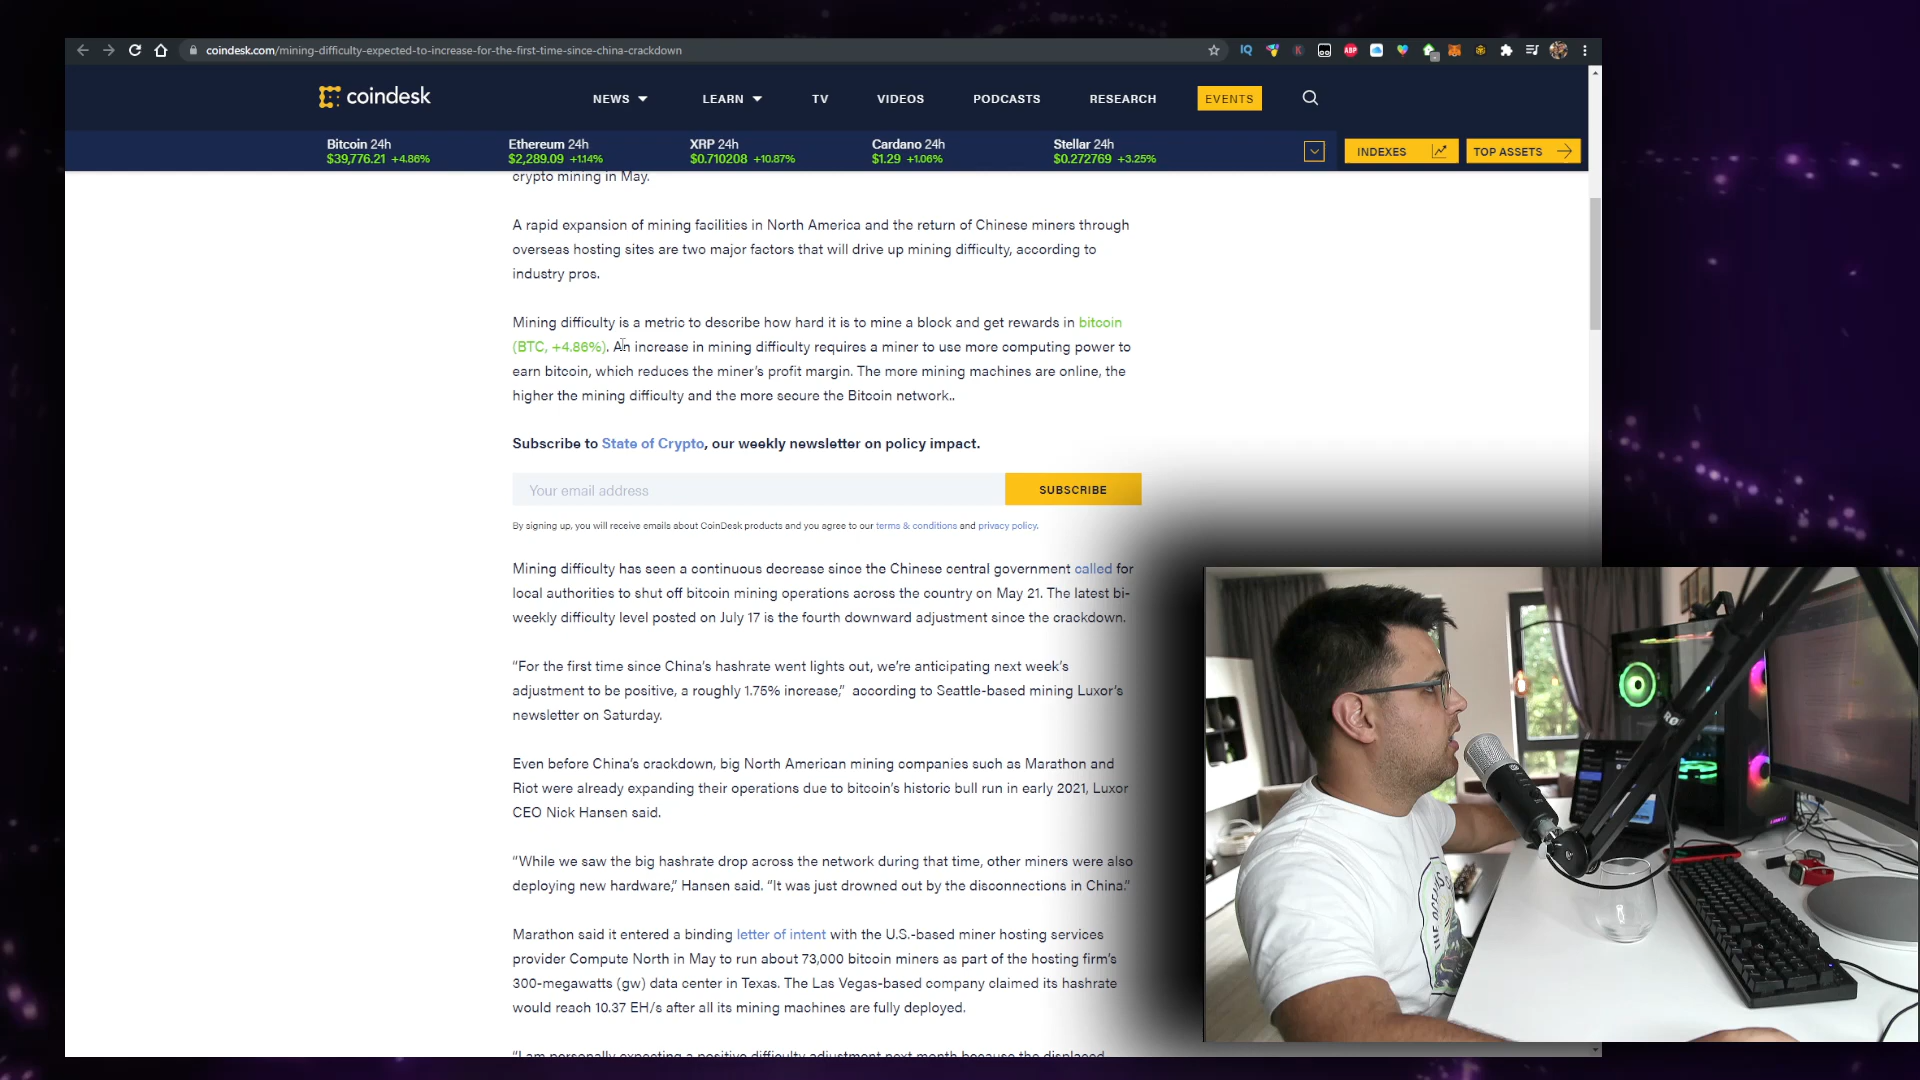 coindesk.com/mining-difficulty-expected-to-increase-for-the-first-time-since-china-crackdown
IQ
K
ABP
coindesk
NEWS
LEARN
TV
VIDEOS
PODCASTS
RESEARCH
EVENTS
Bitcoin 24h
$39,776.21 +4.86%
Ethereum 24h
$2,289.09 +1.14%
XRP 24h
$0.710208 +10.87%
Cardano 24h
$1.29 +1.06%
Stellar 24h
$0.272769 +3.25%
INDEXES
TOP ASSETS
crypto mining in May.
A rapid expansion of mining facilities in North America and the return of Chinese miners through
overseas hosting sites are two major factors that will drive up mining difficulty, according to
industry pros.
Mining difficulty is a metric to describe how hard it is to mine a block and get rewards in bitcoin
(BTC, +4.86%). An increase in mining difficulty requires a miner to use more computing power to
earn bitcoin, which reduces the miner’s profit margin. The more mining machines are online, the
higher the mining difficulty and the more secure the Bitcoin network..
Subscribe to State of Crypto, our weekly newsletter on policy impact.
Your email address
SUBSCRIBE
By signing up, you will receive emails about CoinDesk products and you agree to our terms & conditions and privacy policy.
Mining difficulty has seen a continuous decrease since the Chinese central government called for
local authorities to shut off bitcoin mining operations across the country on May 21. The latest bi-
weekly difficulty level posted on July 17 is the fourth downward adjustment since the crackdown.
“For the first time since China’s hashrate went lights out, we’re anticipating next week’s
adjustment to be positive, a roughly 1.75% increase,” according to Seattle-based mining Luxor’s
newsletter on Saturday.
Even before China’s crackdown, big North American mining companies such as Marathon and
Riot were already expanding their operations due to bitcoin’s historic bull run in early 2021, Luxor
CEO Nick Hansen said.
“While we saw the big hashrate drop across the network during that time, other miners were also
deploying new hardware,” Hansen said. “It was just drowned out by the disconnections in China.”
Marathon said it entered a binding letter of intent with the U.S.-based miner hosting services
provider Compute North in May to run about 73,000 bitcoin miners as part of the hosting firm’s
300-megawatts (gw) data center in Texas. The Las Vegas-based company claimed its hashrate
would reach 10.37 EH/s after all its mining machines are fully deployed.
“I am personally expecting a positive difficulty adjustment next month because the displaced
RØDE